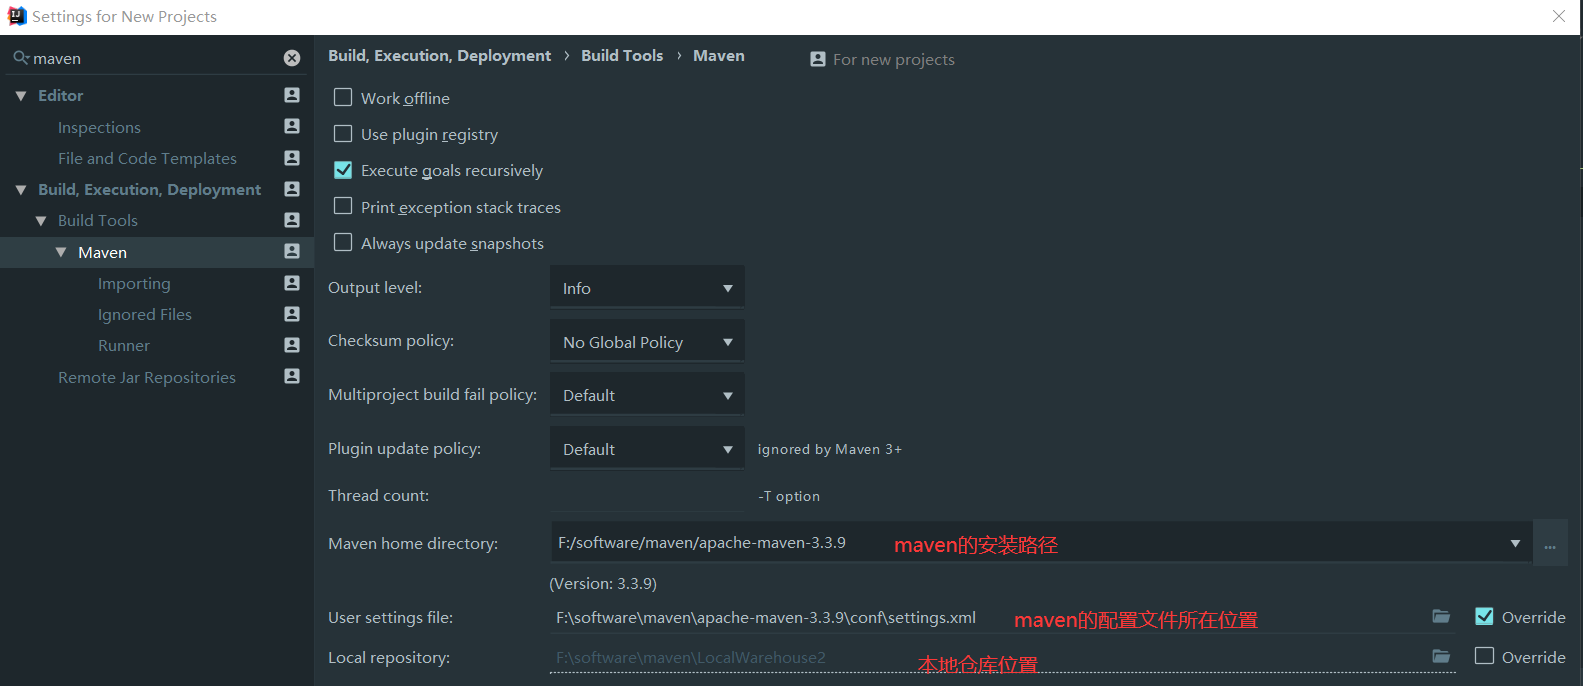 Settings for New Projects
maven
Editor
Inspections
File and Code Templates
Build, Execution, Deployment
Build Tools
Maven
Importing
Ignored Files
Runner
Remote Jar Repositories
Build, Execution, Deployment › Build Tools › Maven
For new projects
Work offline
Use plugin registry
Execute goals recursively
Print exception stack traces
Always update snapshots
Output level: Info
Checksum policy: No Global Policy
Multiproject build fail policy: Default
Plugin update policy: Default ignored by Maven 3+
Thread count: -T option
Maven home directory: F:/software/maven/apache-maven-3.3.9 maven的安装路径 ...
(Version: 3.3.9)
User settings file: F:\software\maven\apache-maven-3.3.9\conf\settings.xml maven的配置文件所在位置 Override
Local repository: F:\software\maven\LocalWarehouse2 本地仓库位置 Override